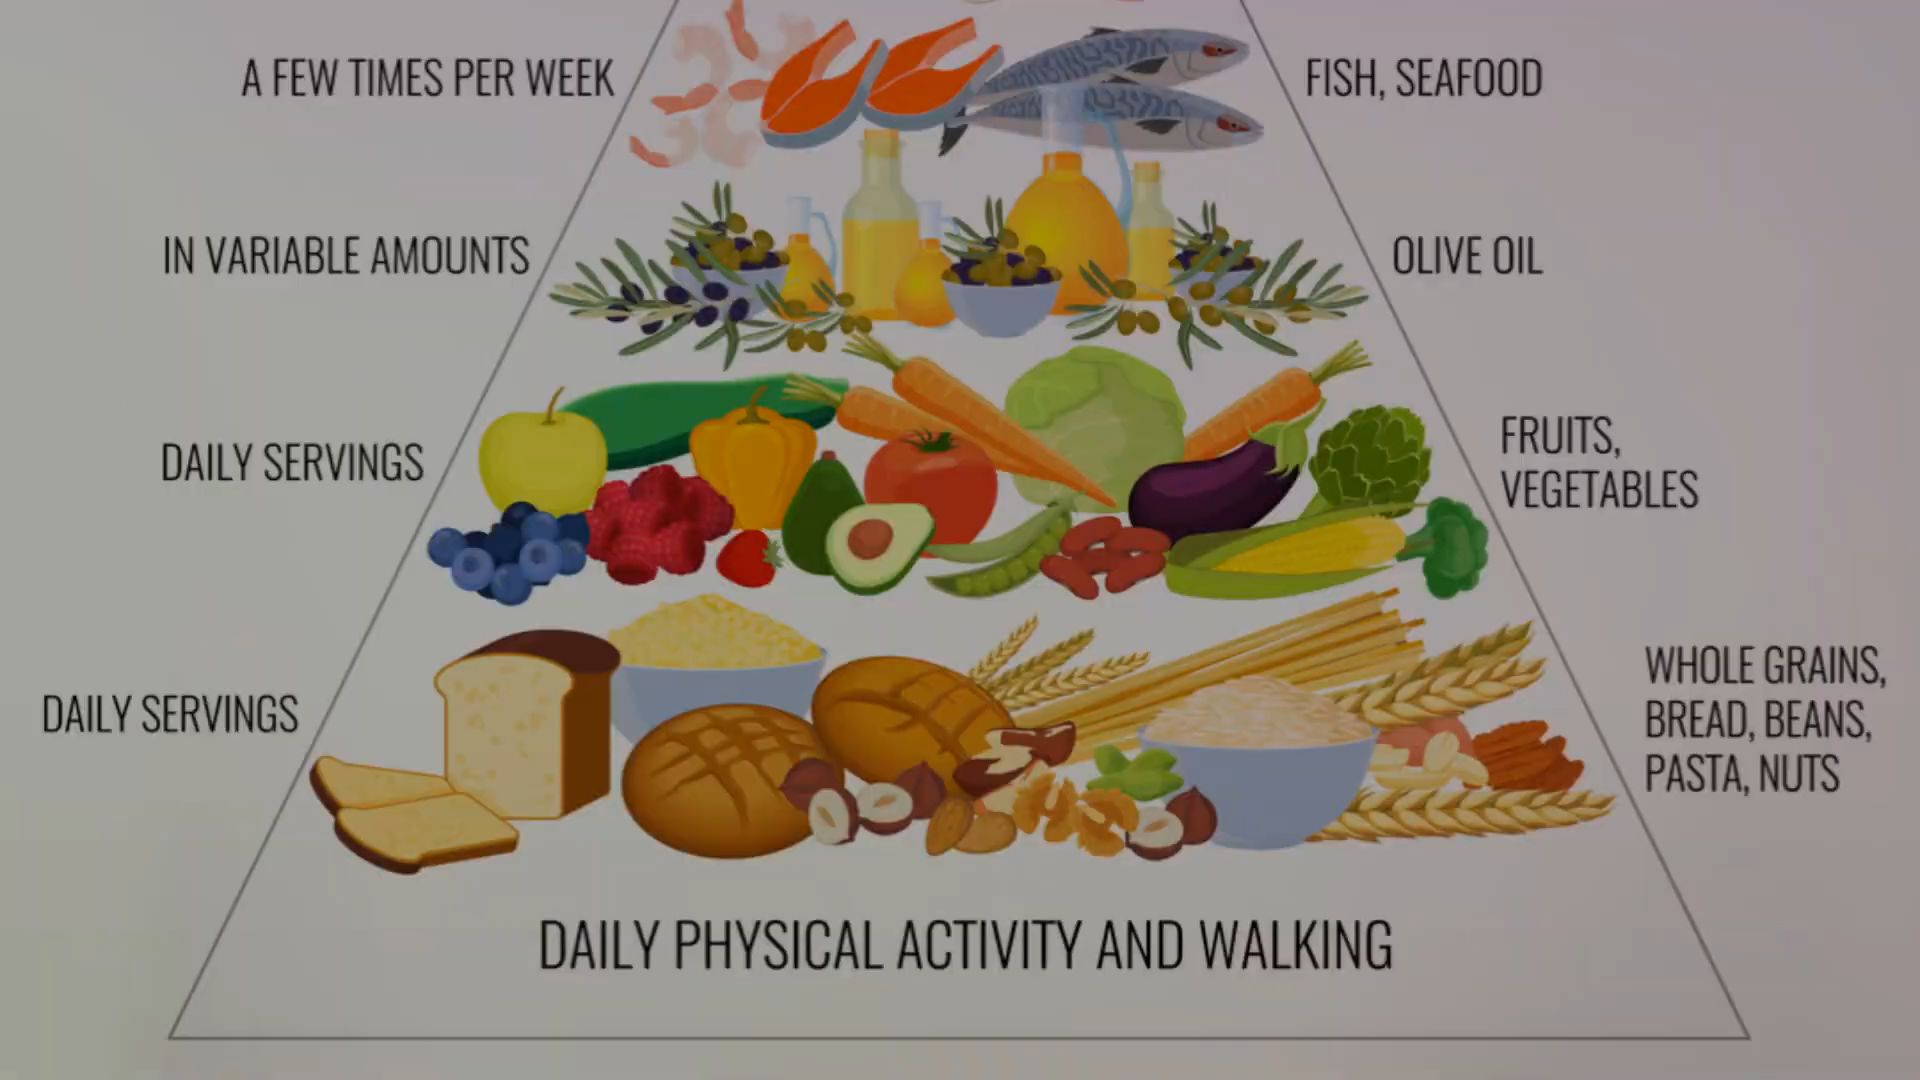 A FEW TIMES PER WEEK
FISH, SEAFOOD
IN VARIABLE AMOUNTS
OLIVE OIL
DAILY SERVINGS
FRUITS,
VEGETABLES
DAILY SERVINGS
WHOLE GRAINS,
BREAD, BEANS,
PASTA, NUTS
DAILY PHYSICAL ACTIVITY AND WALKING